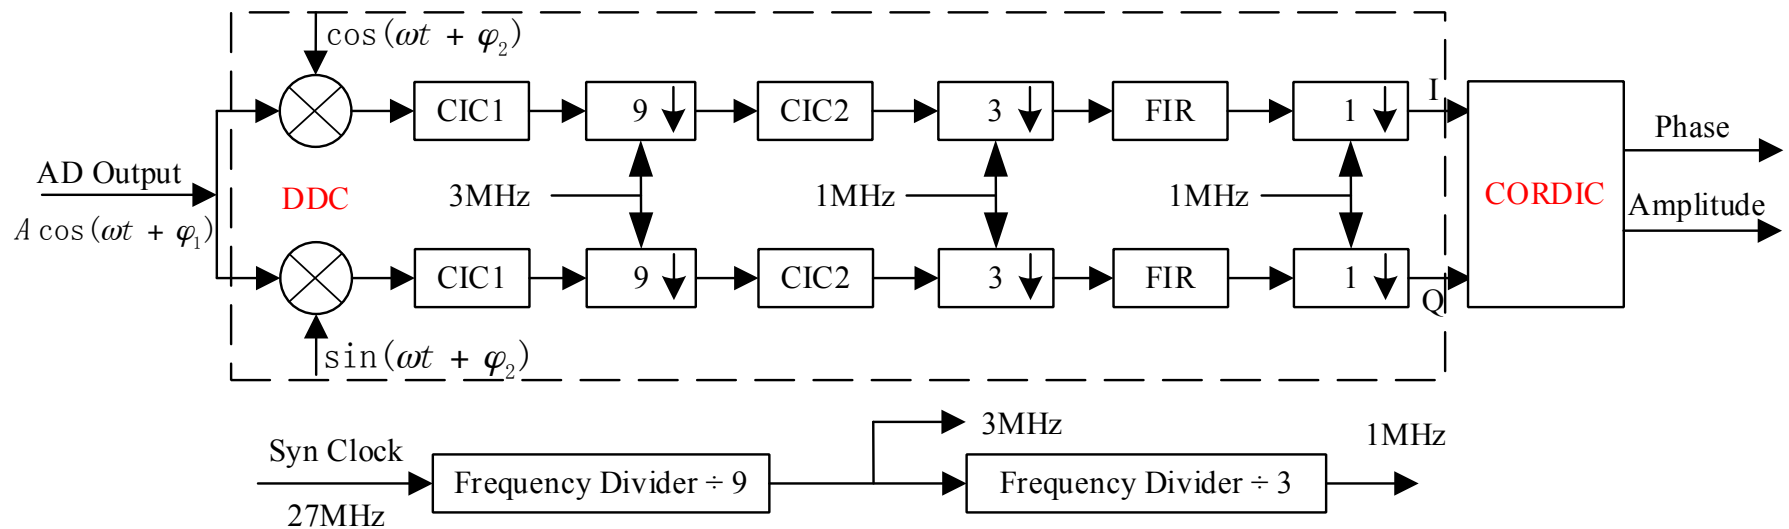 cos(ωt + φ₂)
CIC1 9 CIC2 3 FIR 1 I
Phase
AD Output DDC 3MHz 1MHz 1MHz CORDIC
Amplitude
A cos(ωt + φ₁)
CIC1 9 CIC2 3 FIR 1
Q
sin(ωt + φ₂)
3MHz 1MHz
Syn Clock
Frequency Divider ÷ 9 Frequency Divider ÷ 3
27MHz